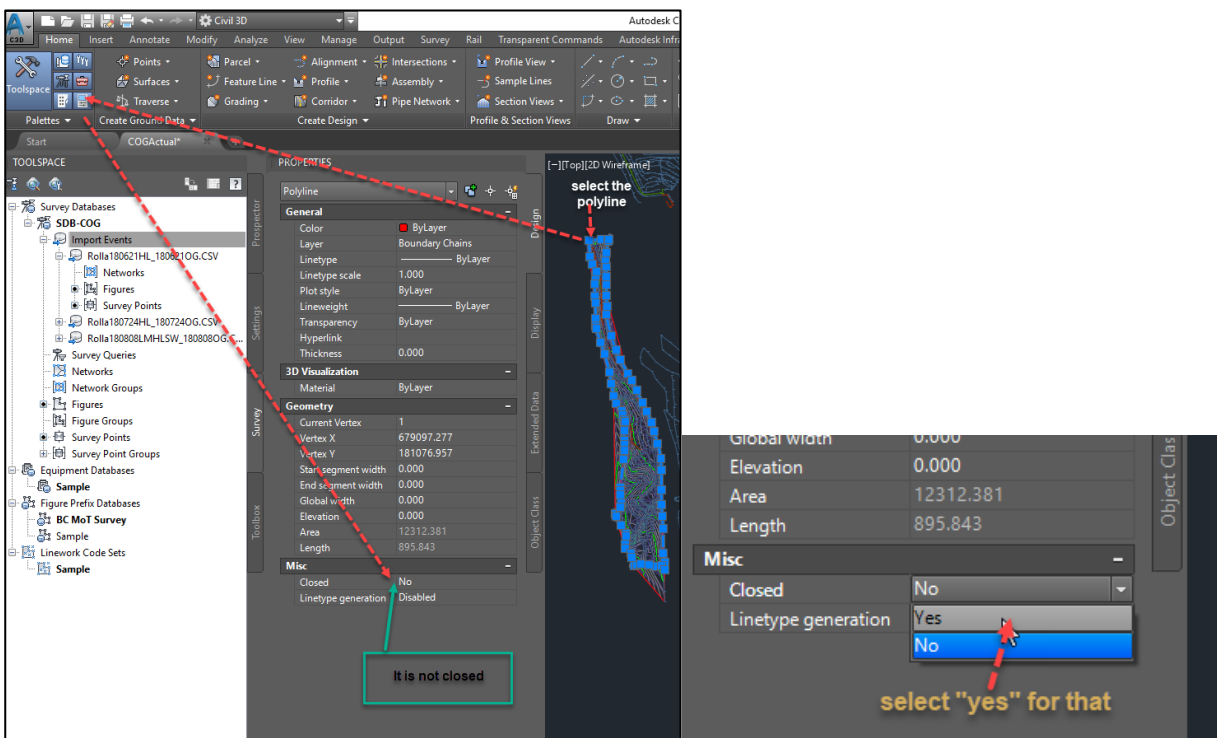 C3D
Civil 3D
Autodesk C
Home Insert Annotate Modify Analyze View Manage Output Survey Rail Transparent Commands Autodesk Infr
Toolspace
Points
Parcel
Alignment
Intersections
Profile View
Surfaces
Feature Line
Profile
Assembly
Sample Lines
Traverse
Grading
Corridor
Pipe Network
Section Views
Palettes
Create Ground Data
Create Design
Profile & Section Views
Draw
Start
COGActual*
TOOLSPACE
Survey Databases
SDB-COG
Import Events
Rolla180621HL_180621OG.CSV
Networks
Figures
Survey Points
Rolla180724HL_180724OG.CSV
Rolla180808LMHLSW_180808OG.C...
Survey Queries
Networks
Network Groups
Figures
Figure Groups
Survey Points
Survey Point Groups
Equipment Databases
Sample
Figure Prefix Databases
BC MoT Survey
Sample
Linework Code Sets
Sample
Prospector
Settings
Survey
Toolbox
PROPERTIES
Polyline
General
Color ByLayer
Layer Boundary Chains
Linetype ByLayer
Linetype scale 1.000
Plot style ByLayer
Lineweight ByLayer
Transparency ByLayer
Hyperlink
Thickness 0.000
3D Visualization
Material ByLayer
Geometry
Current Vertex 1
Vertex X 679097.277
Vertex Y 181076.957
Start segment width 0.000
End segment width 0.000
Global width 0.000
Elevation 0.000
Area 12312.381
Length 895.843
Misc
Closed No
Linetype generation Disabled
It is not closed
Design
Display
Extended Data
Object Class
[−][Top][2D Wireframe]
select the
polyline
Global width 0.000
Elevation 0.000
Area 12312.381
Length 895.843
Misc
Closed No
Linetype generation Yes
No
select "yes" for that
Object Clas